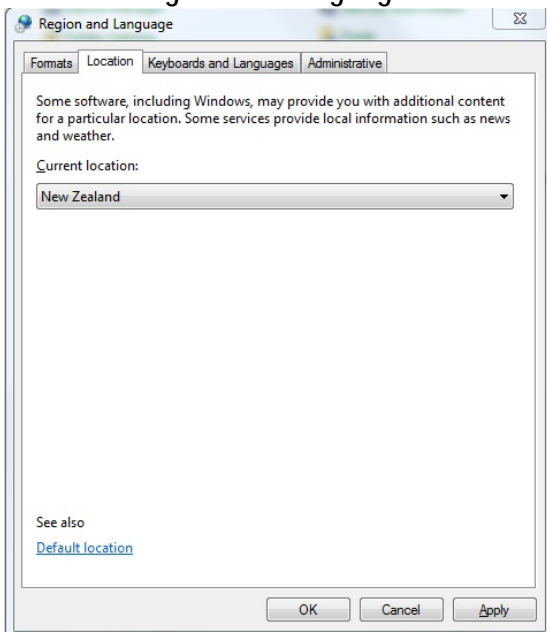 Region and Language
Formats Location Keyboards and Languages Administrative
Some software, including Windows, may provide you with additional content
for a particular location. Some services provide local information such as news
and weather.
Current location:
New Zealand
See also
Default location
OK Cancel Apply